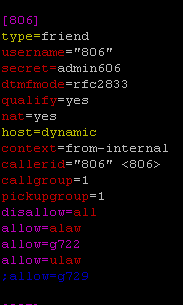 [806]
type=friend
username="806"
secret=admin606
dtmfmode=rfc2833
qualify=yes
nat=yes
host=dynamic
context=from-internal
callerid="806" <806>
callgroup=1
pickupgroup=1
disallow=all
allow=alaw
allow=g722
allow=ulaw
;allow=g729